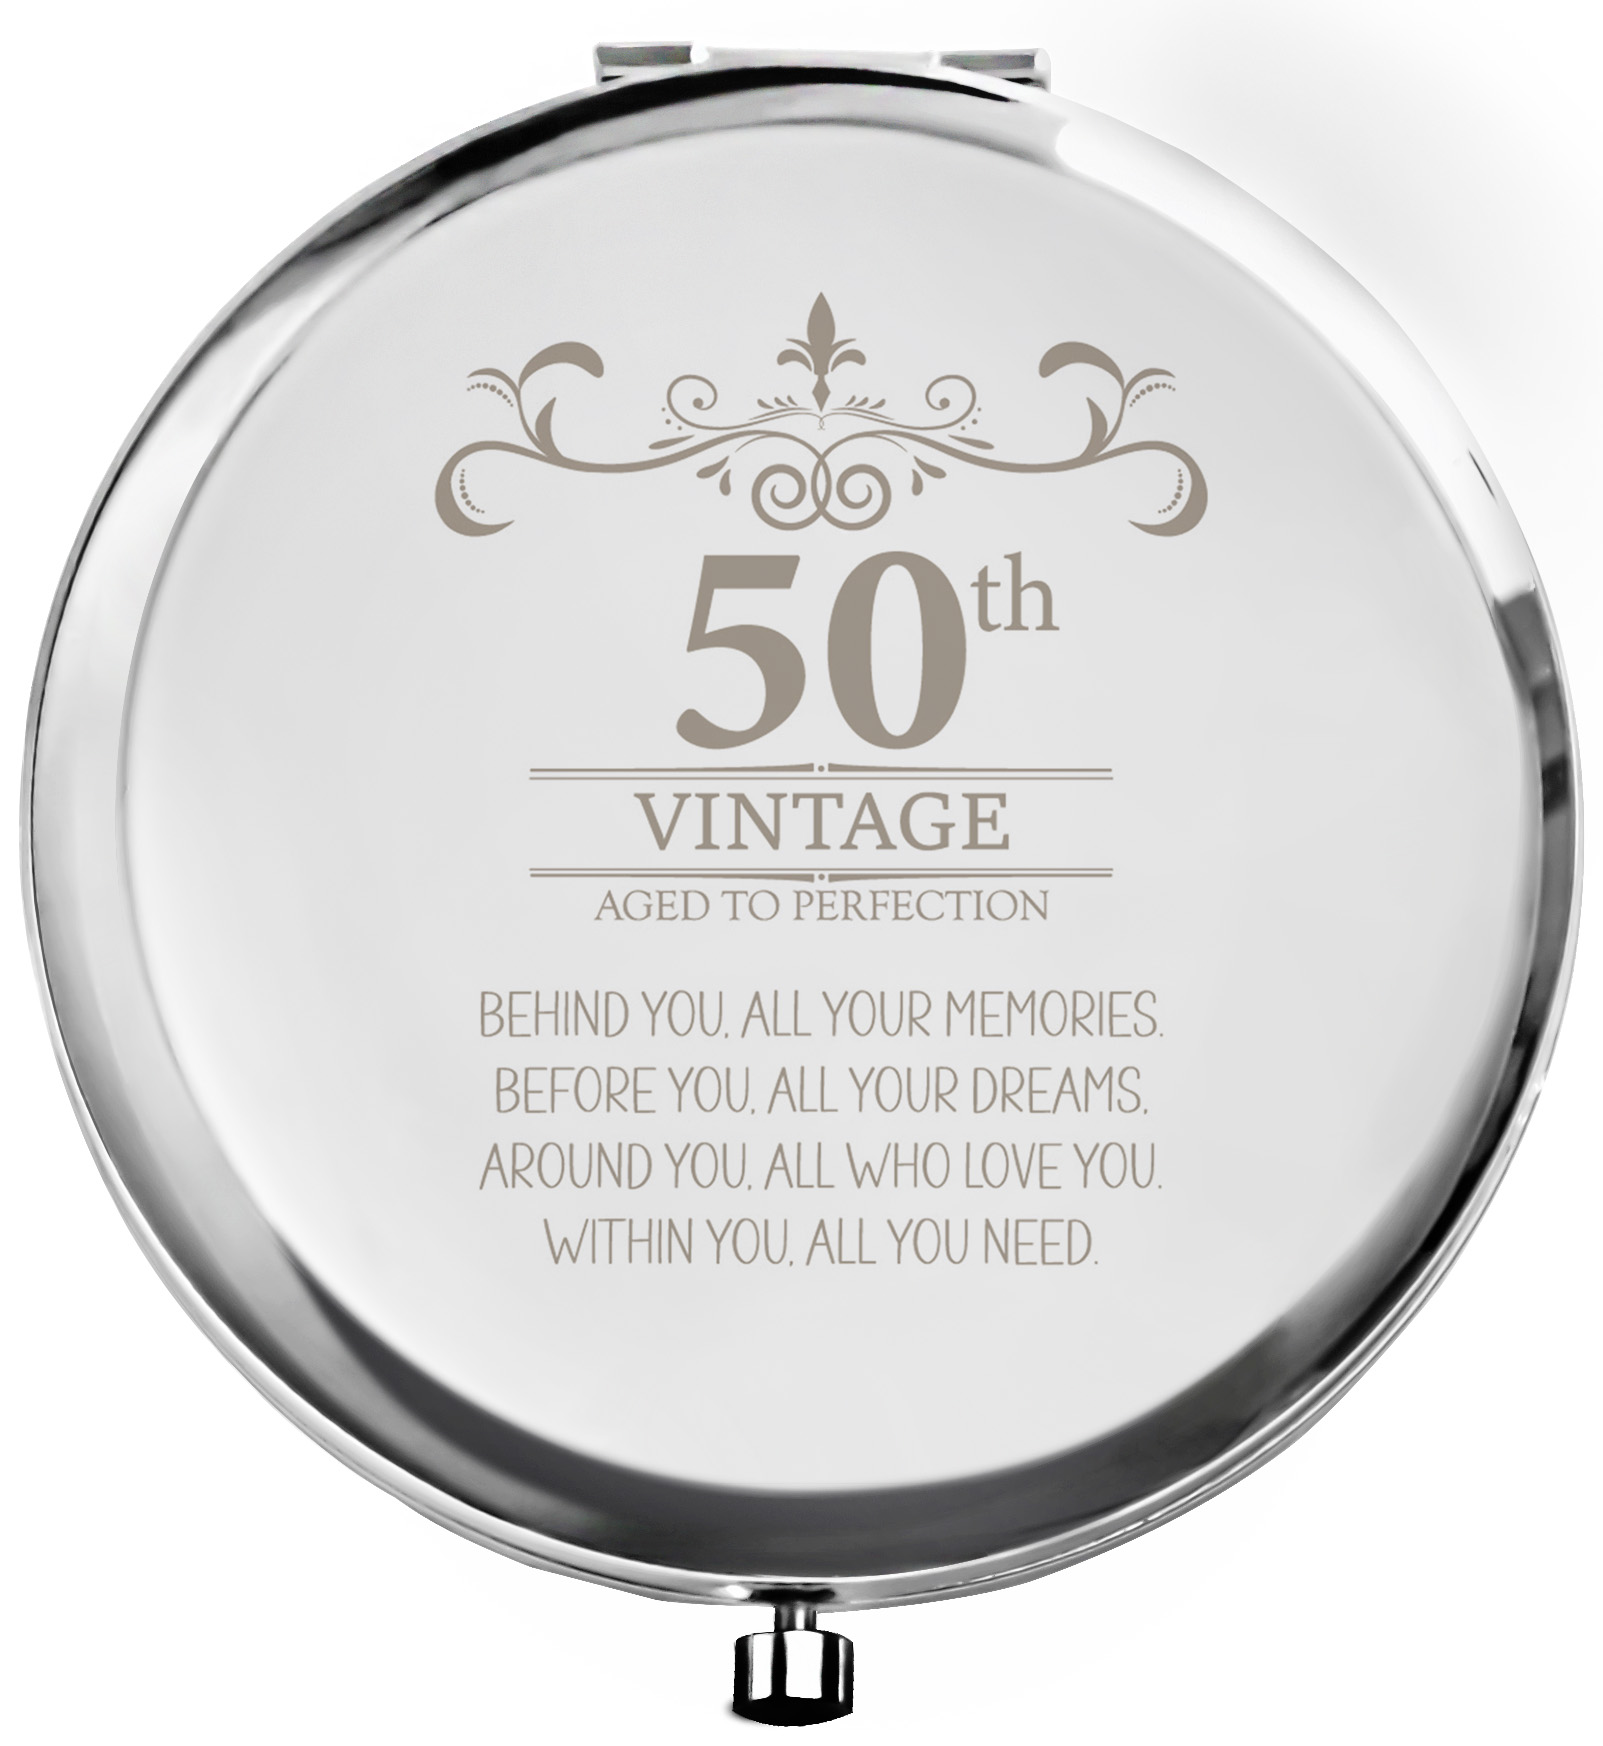 50th
VINTAGE
AGED TO PERFECTION
BEHIND YOU, ALL YOUR MEMORIES.
BEFORE YOU, ALL YOUR DREAMS.
AROUND YOU, ALL WHO LOVE YOU.
WITHIN YOU, ALL YOU NEED.